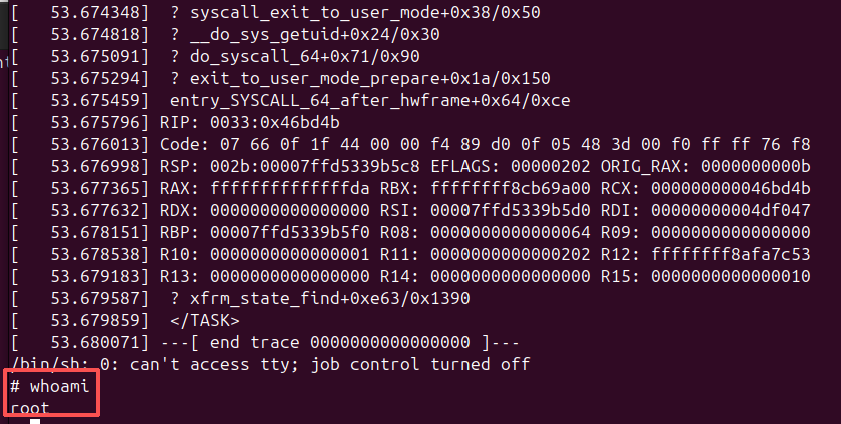 [   53.674348]  ? syscall_exit_to_user_mode+0x38/0x50
[   53.674818]  ? __do_sys_getuid+0x24/0x30
[   53.675091]  ? do_syscall_64+0x71/0x90
[   53.675294]  ? exit_to_user_mode_prepare+0x1a/0x150
[   53.675459]  entry_SYSCALL_64_after_hwframe+0x64/0xce
[   53.675796] RIP: 0033:0x46bd4b
[   53.676013] Code: 07 66 0f 1f 44 00 00 f4 89 d0 0f 05 48 3d 00 f0 ff ff 76 f8
[   53.676998] RSP: 002b:00007ffd5339b5c8 EFLAGS: 00000202 ORIG_RAX: 0000000000b
[   53.677365] RAX: ffffffffffffffda RBX: ffffffff8cb69a00 RCX: 000000000046bd4b
[   53.677632] RDX: 0000000000000000 RSI: 00007ffd5339b5d0 RDI: 00000000004df047
[   53.678151] RBP: 00007ffd5339b5f0 R08: 0000000000000064 R09: 0000000000000000
[   53.678538] R10: 0000000000000001 R11: 0000000000000202 R12: ffffffff8afa7c53
[   53.679183] R13: 0000000000000000 R14: 0000000000000000 R15: 0000000000000010
[   53.679587]  ? xfrm_state_find+0xe63/0x1390
[   53.679859]  </TASK>
[   53.680071] ---[ end trace 0000000000000000 ]---
/bin/sh: 0: can't access tty; job control turned off
# whoami
root